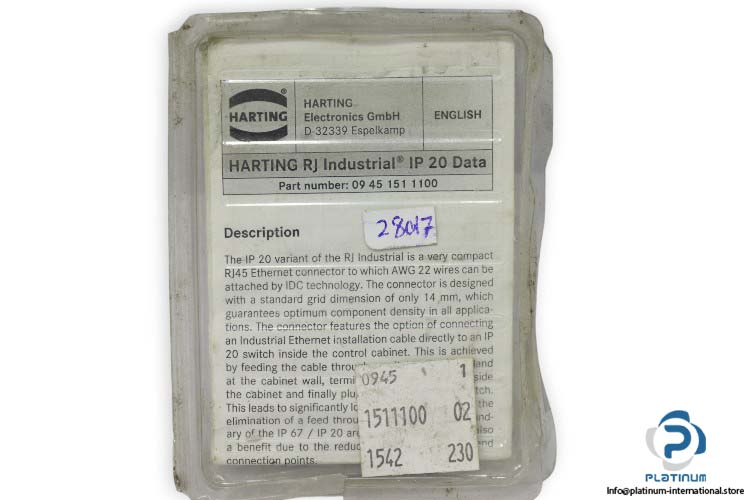 HARTING
HARTING
Electronics GmbH
D-32339 Espelkamp
ENGLISH
HARTING RJ Industrial® IP 20 Data
Part number: 09 45 151 1100
28017
Description
The IP 20 variant of the RJ Industrial is a very compact
RJ45 Ethernet connector to which AWG 22 wires can be
attached by IDC technology. The connector is designed
with a standard grid dimension of only 14 mm, which
guarantees optimum component density in all applica-
tions. The connector features the option of connecting
an Industrial Ethernet installation cable directly to an IP
20 switch inside the control cabinet. This is achieved
by feeding the cable
at the cabinet wall,
the cabinet and finally
This leads to significantly
elimination of a feed
ary of the IP 67 / IP 20
a benefit due to the
connection points.
0945 1
1511100 02
1542 230
PLATINUM
Info@platinum-international.store